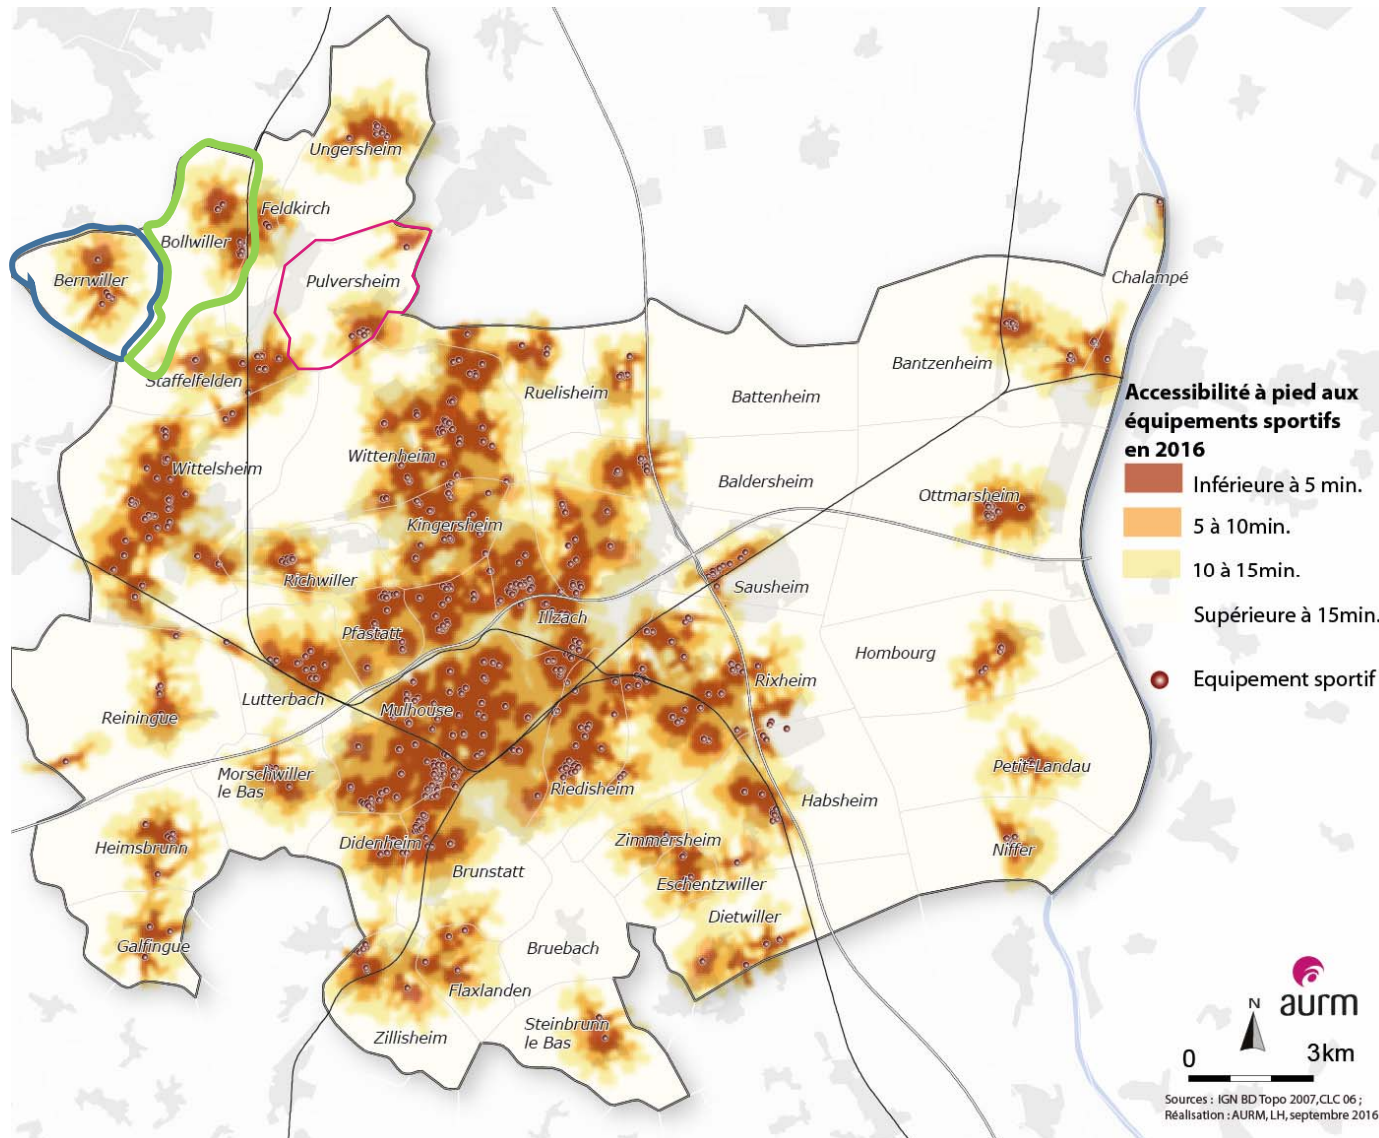 Ungersheim
Feldkirch
Bollwiller
Berrwiller
Pulversheim
Chalampé
Staffelfelden
Ruelisheim
Battenheim
Bantzenheim
Accessibilité à pied aux
équipements sportifs
en 2016
Inférieure à 5 min.
5 à 10min.
10 à 15min.
Supérieure à 15min.
Equipement sportif
Wittelsheim
Wittenheim
Baldersheim
Ottmarsheim
Kingersheim
Richwiller
Sausheim
Pfastatt
Illzach
Hombourg
Rixheim
Lutterbach
Mulhouse
Reiningue
Morschwiller
le Bas
Riedisheim
Petit-Landau
Habsheim
Heimsbrunn
Didenheim
Zimmersheim
Niffer
Brunstatt
Eschentzwiller
Dietwiller
Galfingue
Bruebach
Flaxlanden
Zillisheim
Steinbrunn
le Bas
aurm
N
0 3km
Sources : IGN BD Topo 2007,CLC 06 ;
Réalisation : AURM, LH, septembre 2016